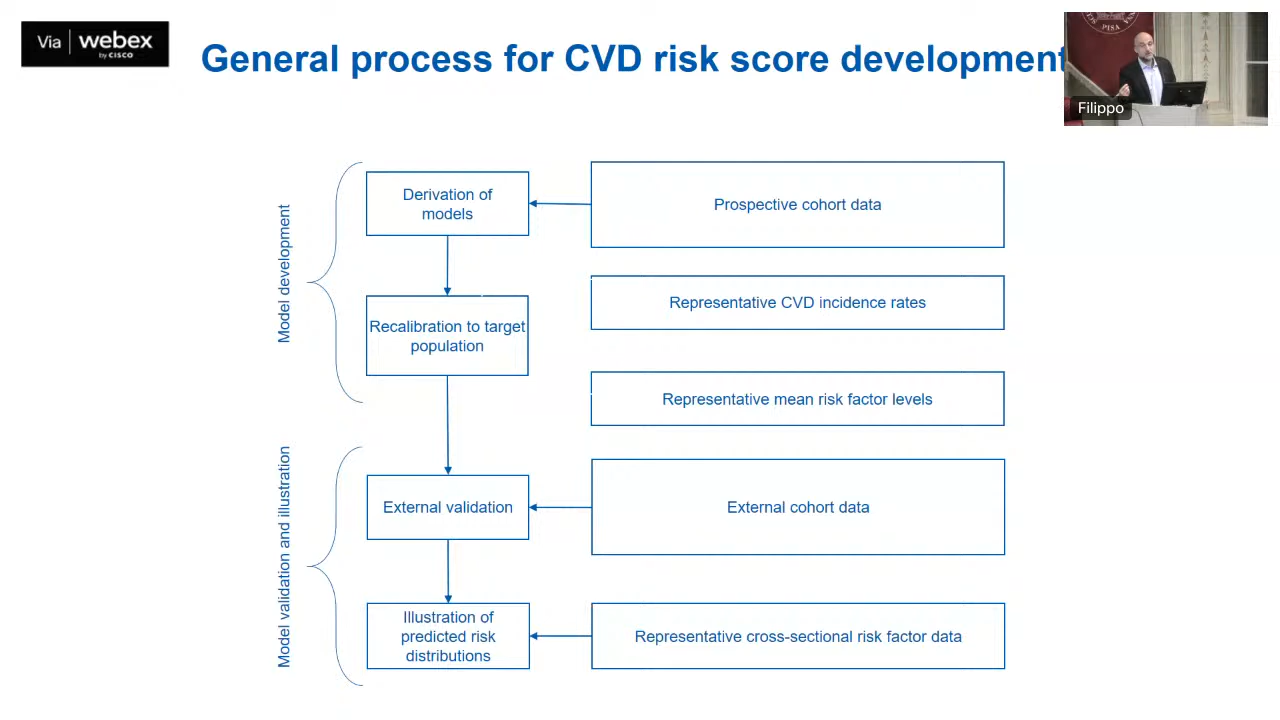 Via webex
by CISCO
General process for CVD risk score development
PISA
Filippo
Model development
Derivation of
models
Prospective cohort data
Recalibration to target
population
Representative CVD incidence rates
Representative mean risk factor levels
Model validation and illustration
External validation
External cohort data
Illustration of
predicted risk
distributions
Representative cross-sectional risk factor data